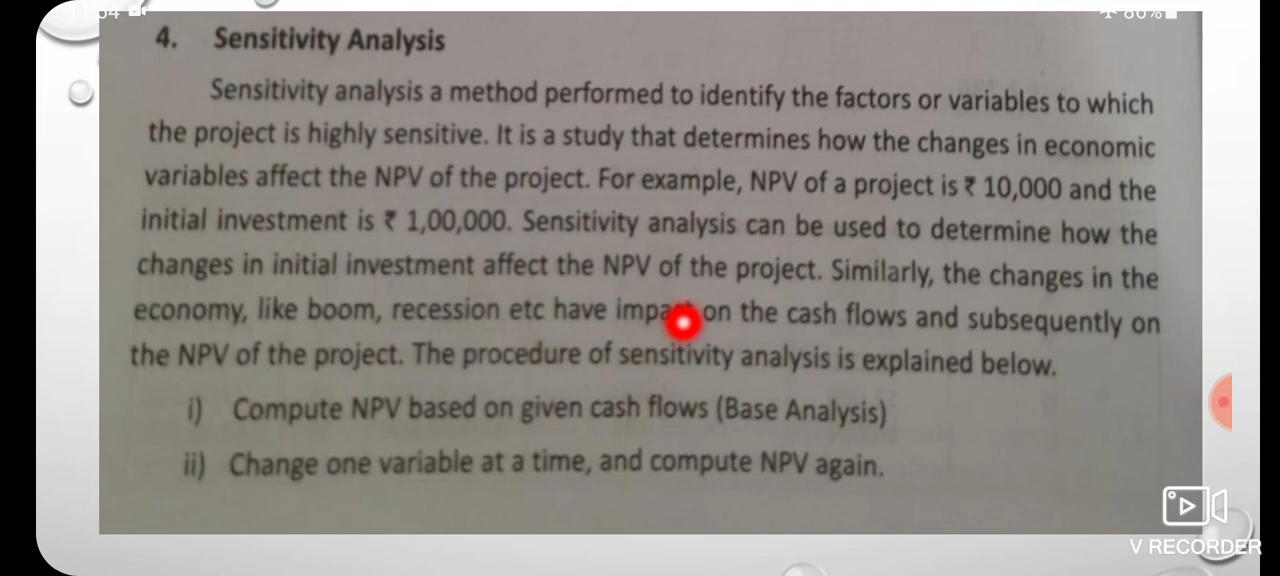 4. Sensitivity Analysis
Sensitivity analysis a method performed to identify the factors or variables to which
the project is highly sensitive. It is a study that determines how the changes in economic
variables affect the NPV of the project. For example, NPV of a project is ₹ 10,000 and the
initial investment is ₹ 1,00,000. Sensitivity analysis can be used to determine how the
changes in initial investment affect the NPV of the project. Similarly, the changes in the
economy, like boom, recession etc have impact on the cash flows and subsequently on
the NPV of the project. The procedure of sensitivity analysis is explained below.
i) Compute NPV based on given cash flows (Base Analysis)
ii) Change one variable at a time, and compute NPV again.
V RECORDER